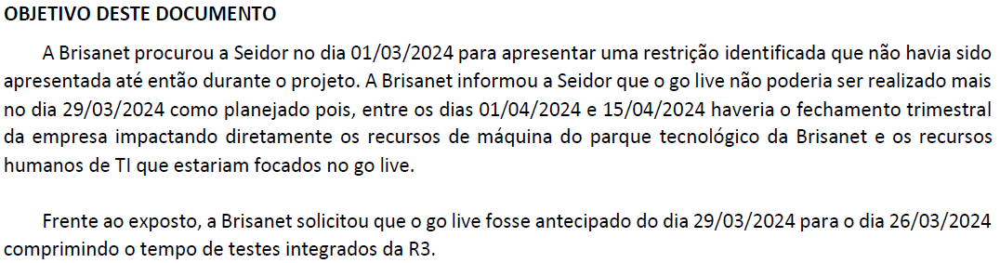 OBJETIVO DESTE DOCUMENTO
A Brisanet procurou a Seidor no dia 01/03/2024 para apresentar uma restrição identificada que não havia sido
apresentada até então durante o projeto. A Brisanet informou a Seidor que o go live não poderia ser realizado mais
no dia 29/03/2024 como planejado pois, entre os dias 01/04/2024 e 15/04/2024 haveria o fechamento trimestral
da empresa impactando diretamente os recursos de máquina do parque tecnológico da Brisanet e os recursos
humanos de TI que estariam focados no go live.
Frente ao exposto, a Brisanet solicitou que o go live fosse antecipado do dia 29/03/2024 para o dia 26/03/2024
comprimindo o tempo de testes integrados da R3.